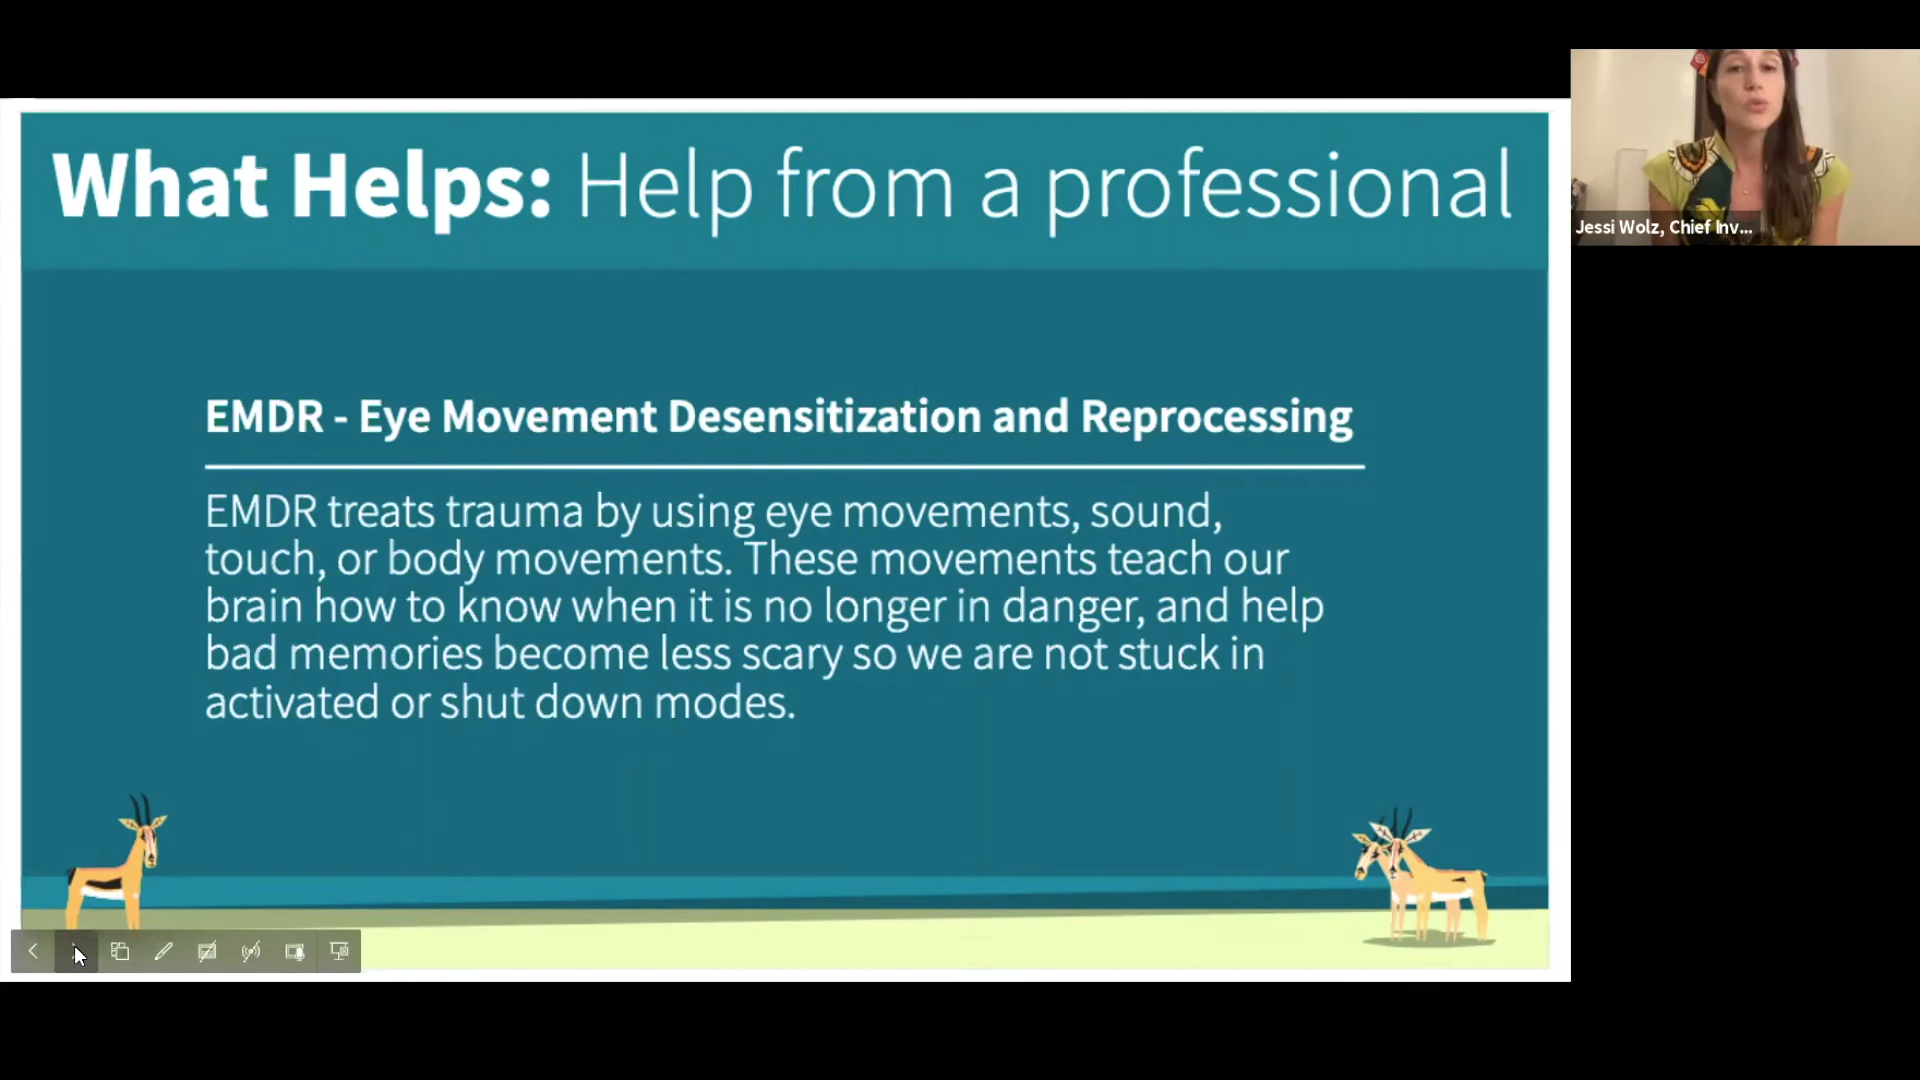 What Helps: Help from a professional
Jessi Wolz, Chief Inv...
EMDR - Eye Movement Desensitization and Reprocessing
EMDR treats trauma by using eye movements, sound,
touch, or body movements. These movements teach our
brain how to know when it is no longer in danger, and help
bad memories become less scary so we are not stuck in
activated or shut down modes.